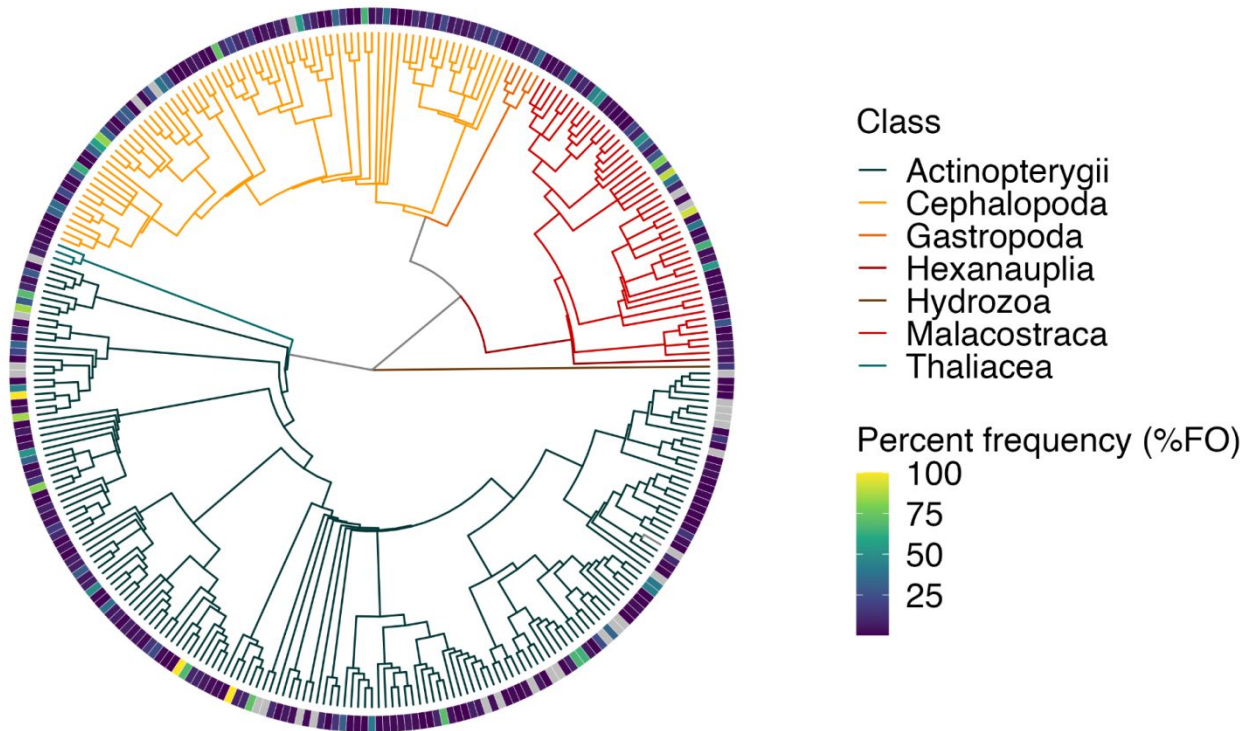 Class
Actinopterygii
Cephalopoda
Gastropoda
Hexanauplia
Hydrozoa
Malacostraca
Thaliacea
Percent frequency (%FO)
100
75
50
25